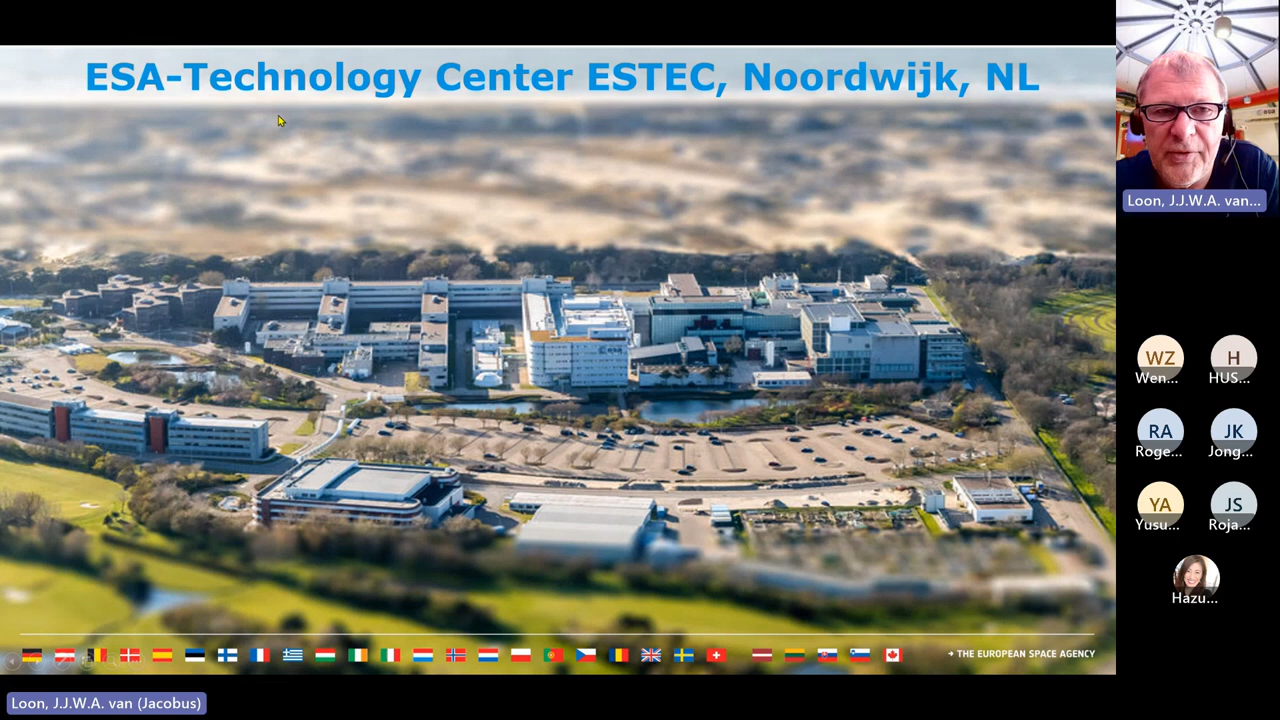 ESA-Technology Center ESTEC, Noordwijk, NL
esa
→ THE EUROPEAN SPACE AGENCY
Loon, J.J.W.A. van...
WZ
Wen...
H
HUS...
RA
Roge...
JK
Jong...
YA
Yusu...
JS
Roja...
Hazu...
Loon, J.J.W.A. van (Jacobus)